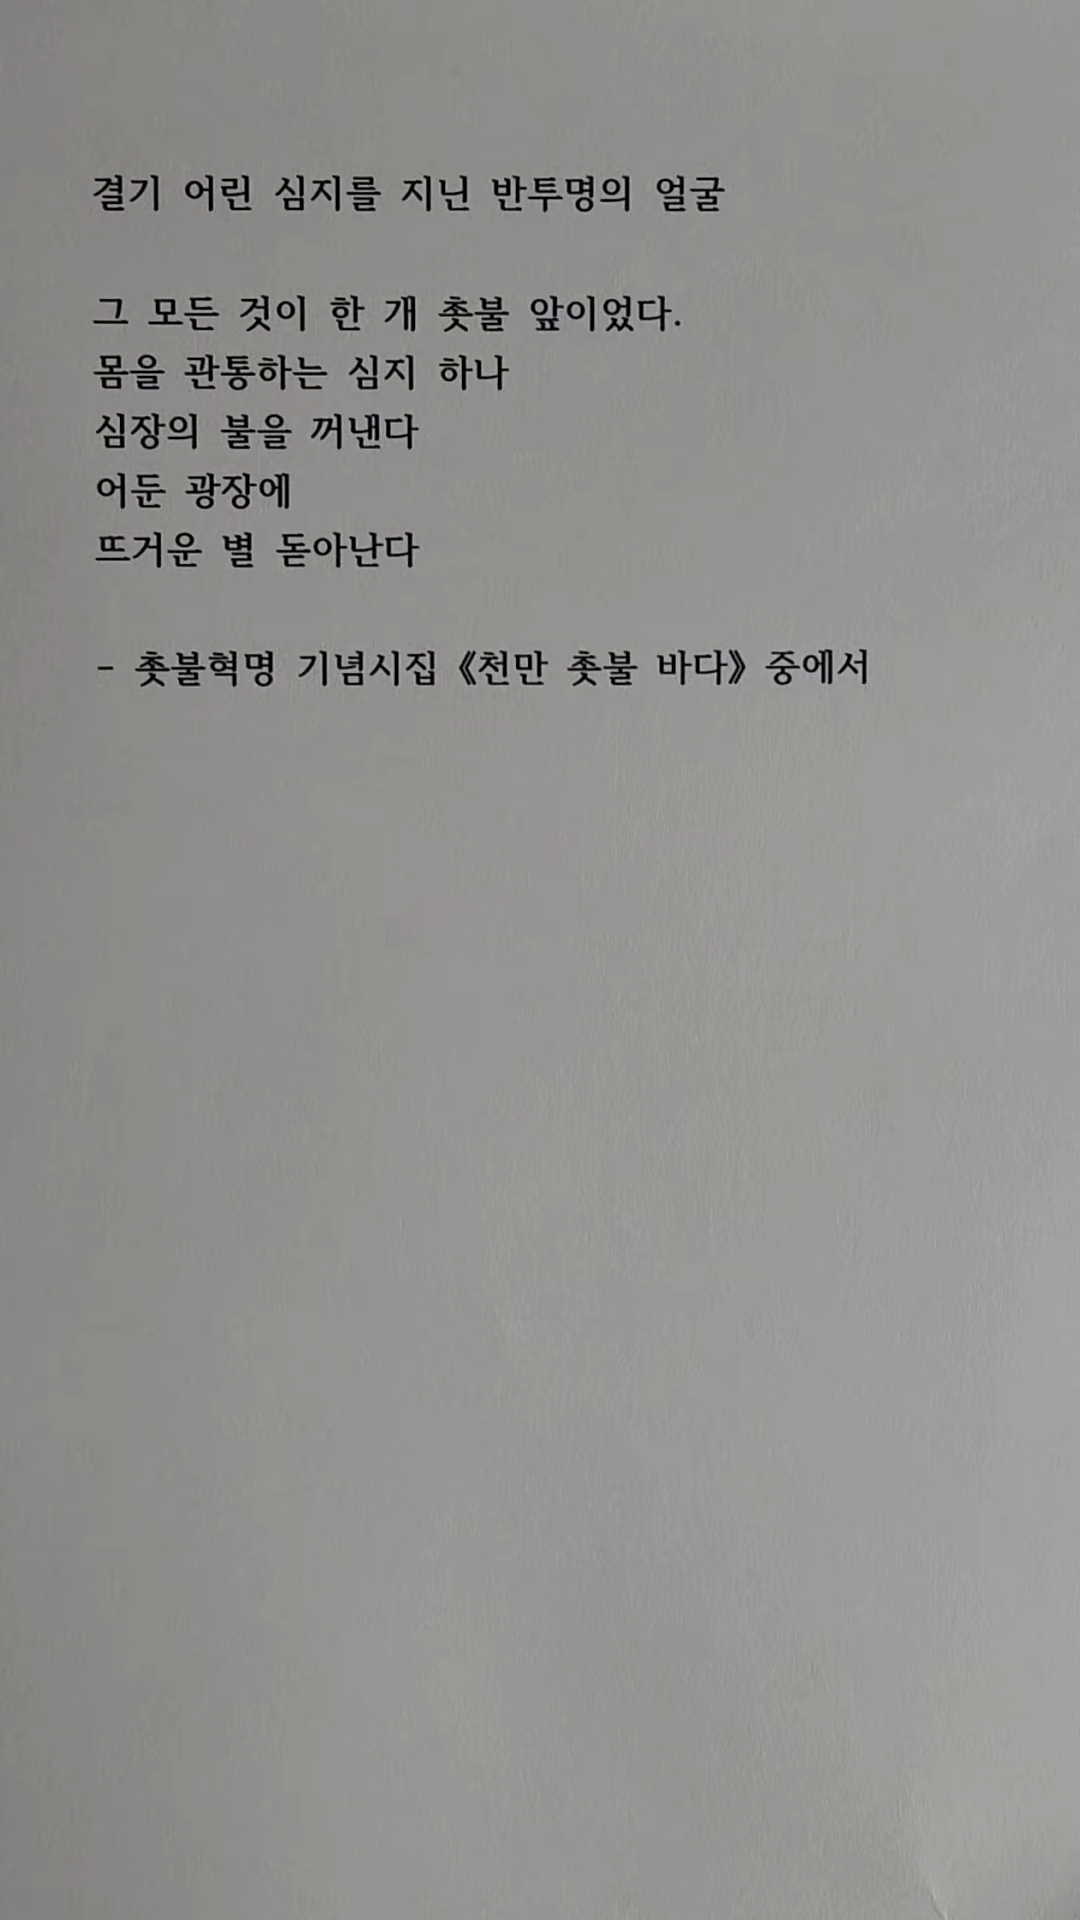 결기 어린 심지를 지닌 반투명의 얼굴
그 모든 것이 한 개 촛불 앞이었다.
몸을 관통하는 심지 하나
심장의 불을 꺼낸다
어둔 광장에
뜨거운 별 돋아난다
- 촛불혁명 기념시집 《천만 촛불 바다》 중에서